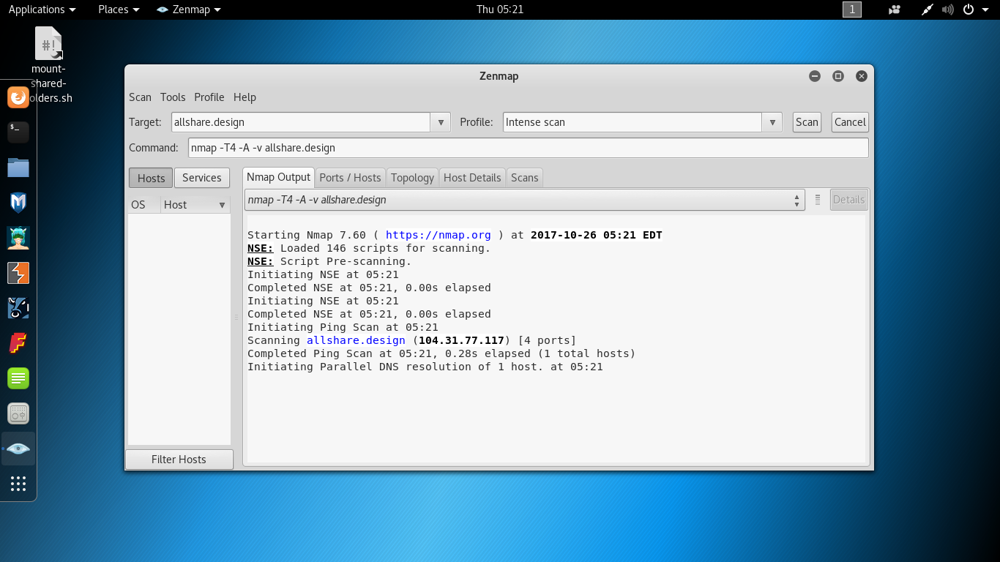 Applications Places Zenmap Thu 05:21 1
#!
mount-
shared-
olders.sh
$_
Zenmap
Scan Tools Profile Help
Target: allshare.design Profile: Intense scan Scan Cancel
Command: nmap -T4 -A -v allshare.design
Hosts Services
Nmap Output Ports / Hosts Topology Host Details Scans
OS Host
nmap -T4 -A -v allshare.design Details
Starting Nmap 7.60 ( https://nmap.org ) at 2017-10-26 05:21 EDT
NSE: Loaded 146 scripts for scanning.
NSE: Script Pre-scanning.
Initiating NSE at 05:21
Completed NSE at 05:21, 0.00s elapsed
Initiating NSE at 05:21
Completed NSE at 05:21, 0.00s elapsed
Initiating Ping Scan at 05:21
Scanning allshare.design (104.31.77.117) [4 ports]
Completed Ping Scan at 05:21, 0.28s elapsed (1 total hosts)
Initiating Parallel DNS resolution of 1 host. at 05:21
Filter Hosts